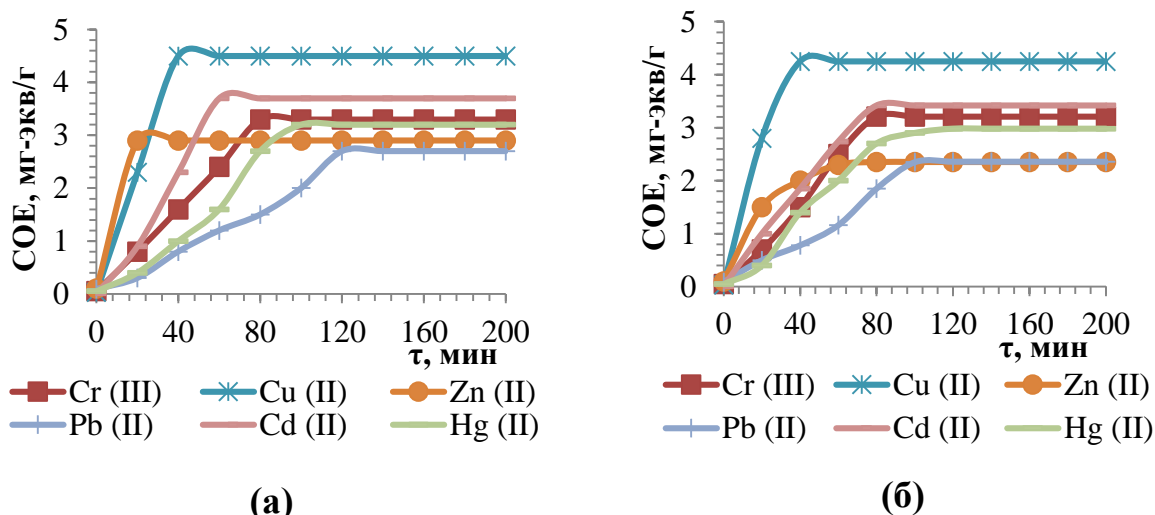 СОЕ, мг-экв/г
5
4
3
2
1
0
0 40 80 120 160 200
τ, мин
Cr (III) Cu (II) Zn (II)
Pb (II) Cd (II) Hg (II)
(а)
СОЕ, мг-экв/г
5
4
3
2
1
0
0 40 80 120 160 200
τ, мин
Cr (III) Cu (II) Zn (II)
Pb (II) Cd (II) Hg (II)
(б)